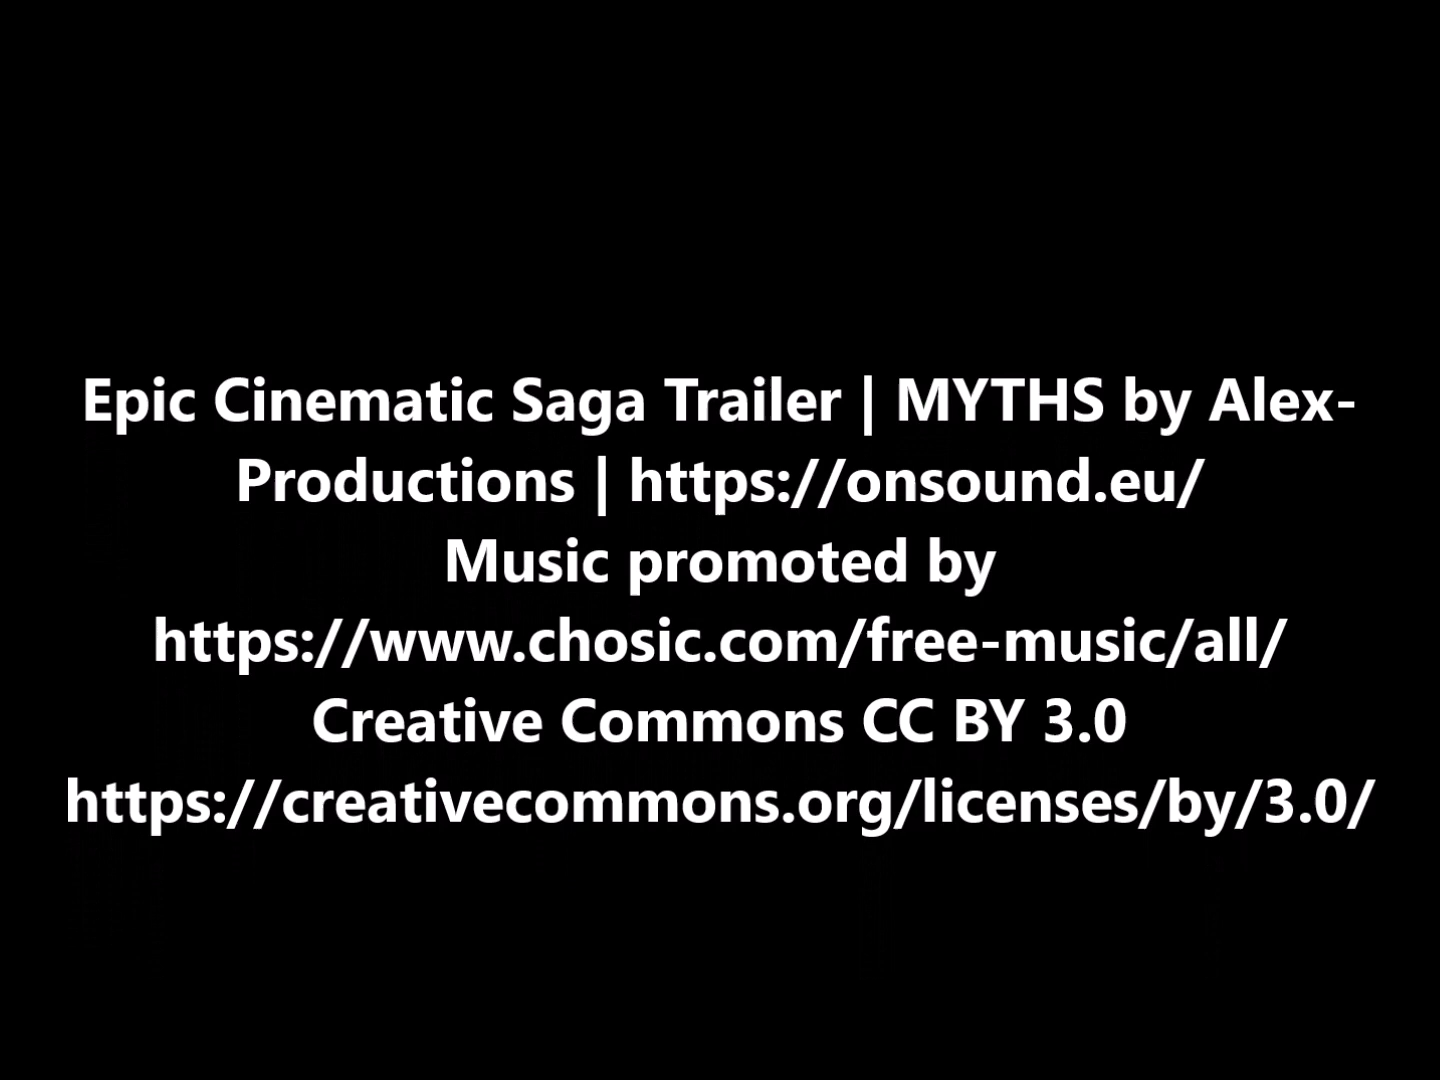 Epic Cinematic Saga Trailer | MYTHS by Alex-
Productions | https://onsound.eu/
Music promoted by
https://www.chosic.com/free-music/all/
Creative Commons CC BY 3.0
https://creativecommons.org/licenses/by/3.0/